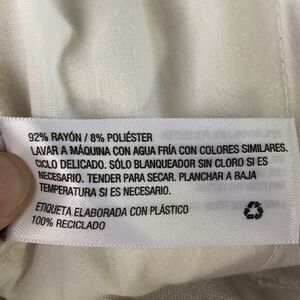 92% RAYÓN / 8% POLIÉSTER
LAVAR A MÁQUINA CON AGUA FRÍA CON COLORES SIMILARES.
CICLO DELICADO. SÓLO BLANQUEADOR SIN CLORO SI ES
NECESARIO. TENDER PARA SECAR. PLANCHAR A BAJA
TEMPERATURA SI ES NECESARIO.
ETIQUETA ELABORADA CON PLÁSTICO
100% RECICLADO